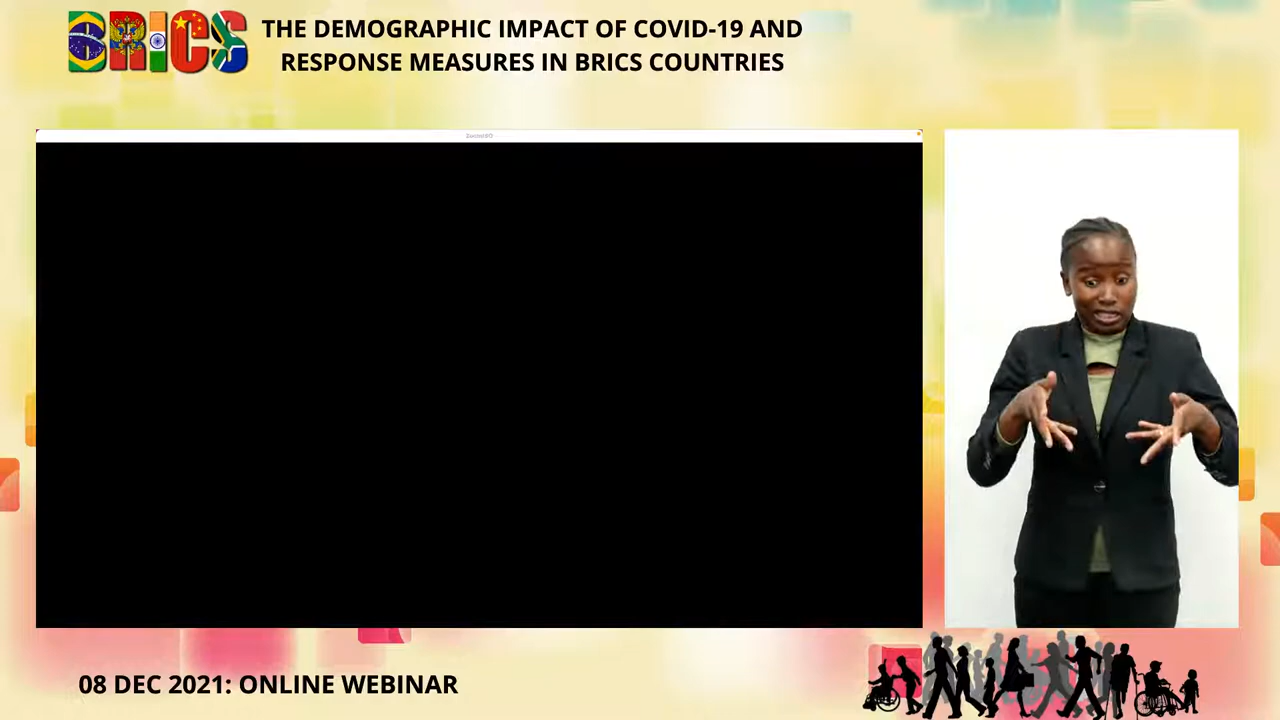 BRICS
THE DEMOGRAPHIC IMPACT OF COVID-19 AND
RESPONSE MEASURES IN BRICS COUNTRIES
08 DEC 2021: ONLINE WEBINAR